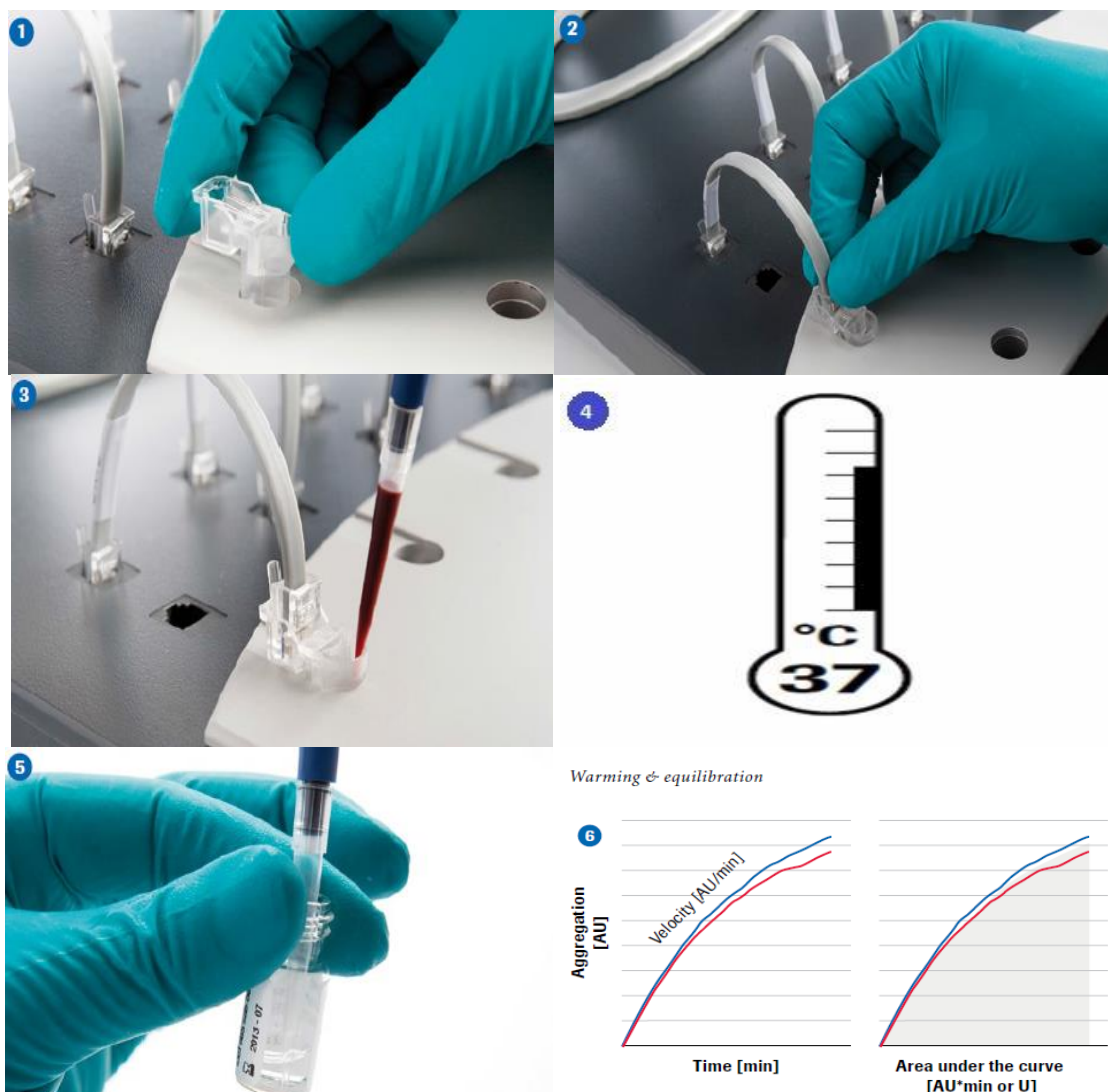 1
2
3
4
°C
37
5
2013 - 07
Warming & equilibration
6
Aggregation
[AU]
Velocity [AU/min]
Time [min]
Area under the curve
[AU*min or U]